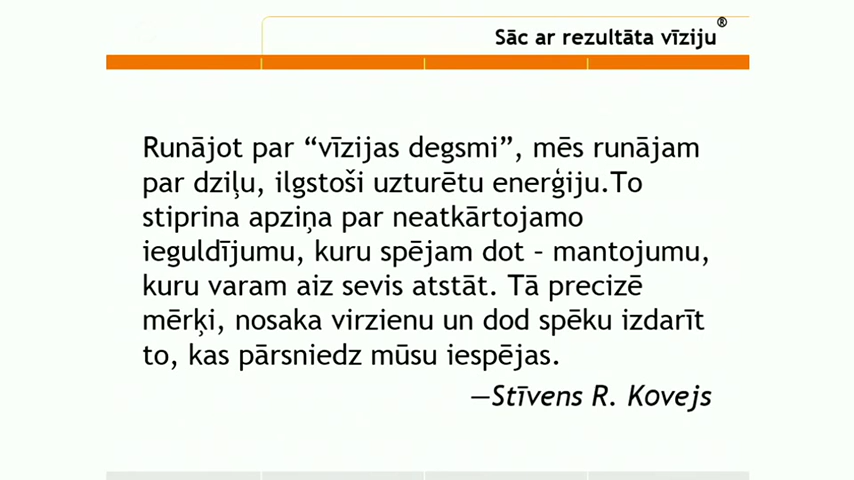 Sāc ar rezultāta vīziju®
Runājot par “vīzijas degsmi”, mēs runājam
par dziļu, ilgstoši uzturētu enerģiju.To
stiprina apziņa par neatkārtojamo
ieguldījumu, kuru spējam dot – mantojumu,
kuru varam aiz sevis atstāt. Tā precizē
mērķi, nosaka virzienu un dod spēku izdarīt
to, kas pārsniedz mūsu iespējas.
—Stīvens R. Kovejs